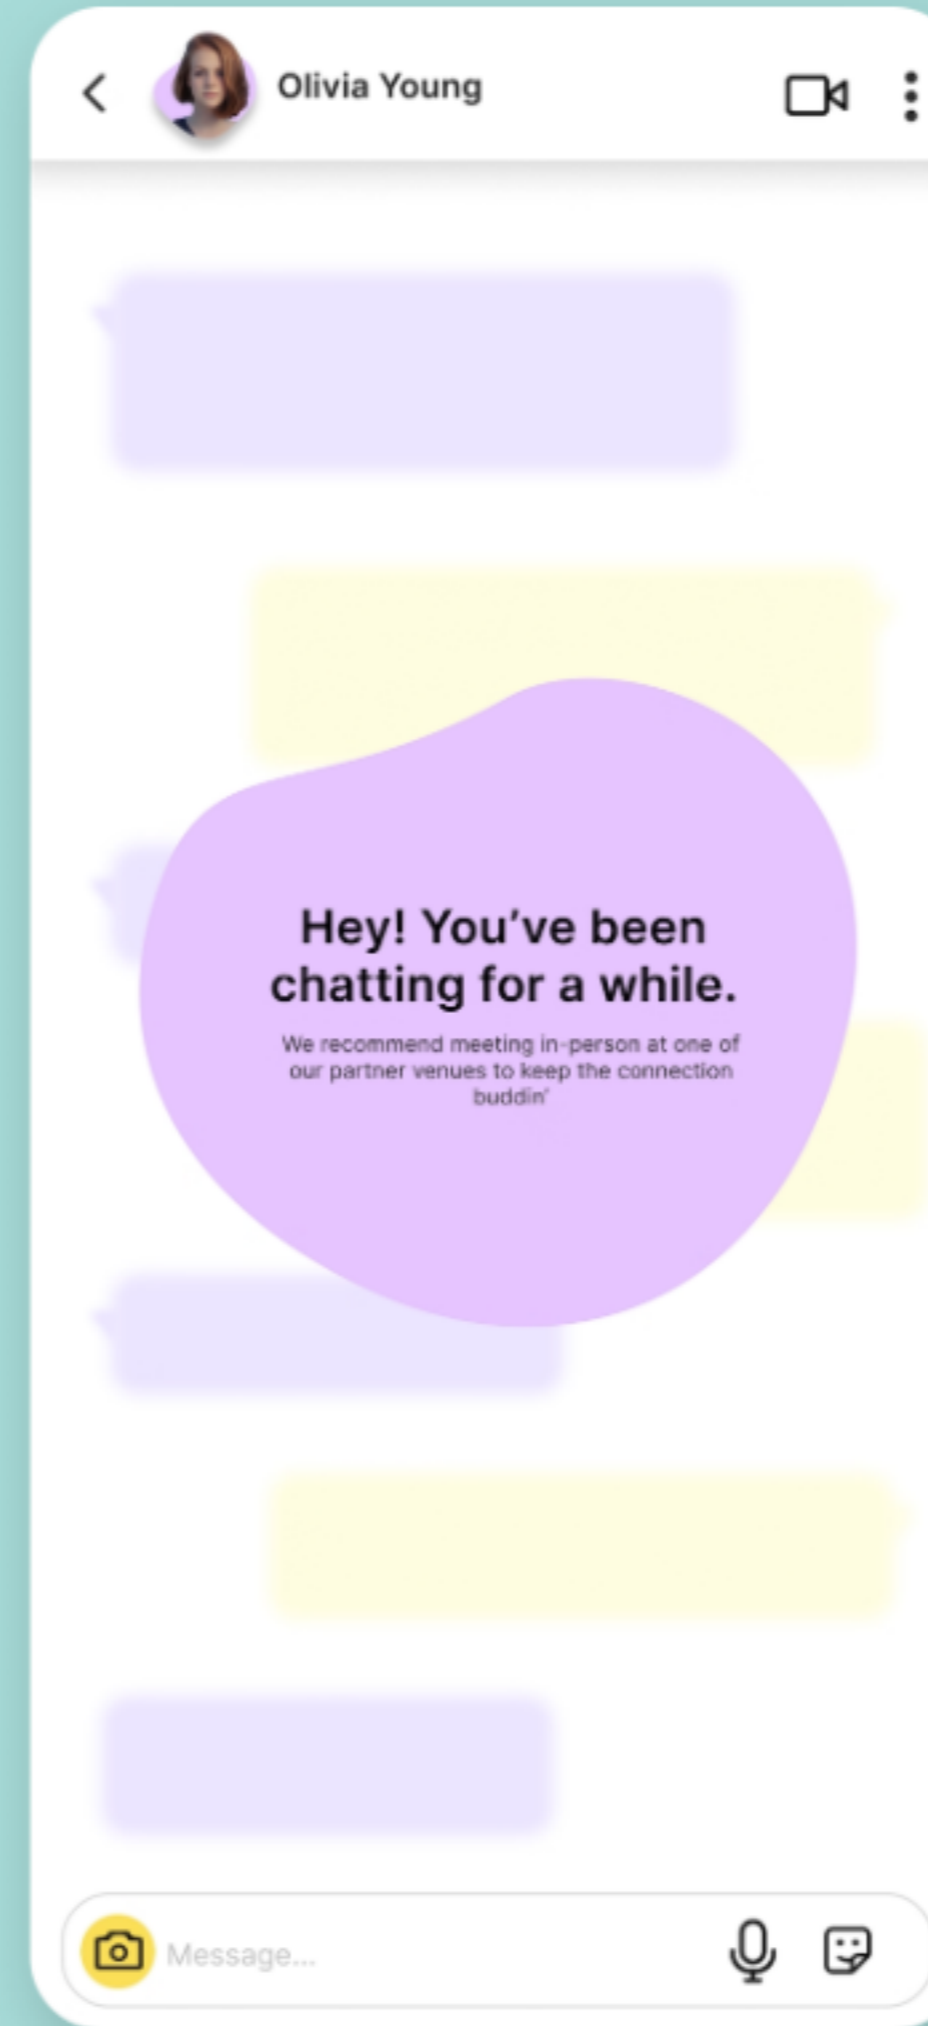 Olivia Young
Hey! You’ve been
chatting for a while.
We recommend meeting in-person at one of
our partner venues to keep the connection
buddin’
Message...